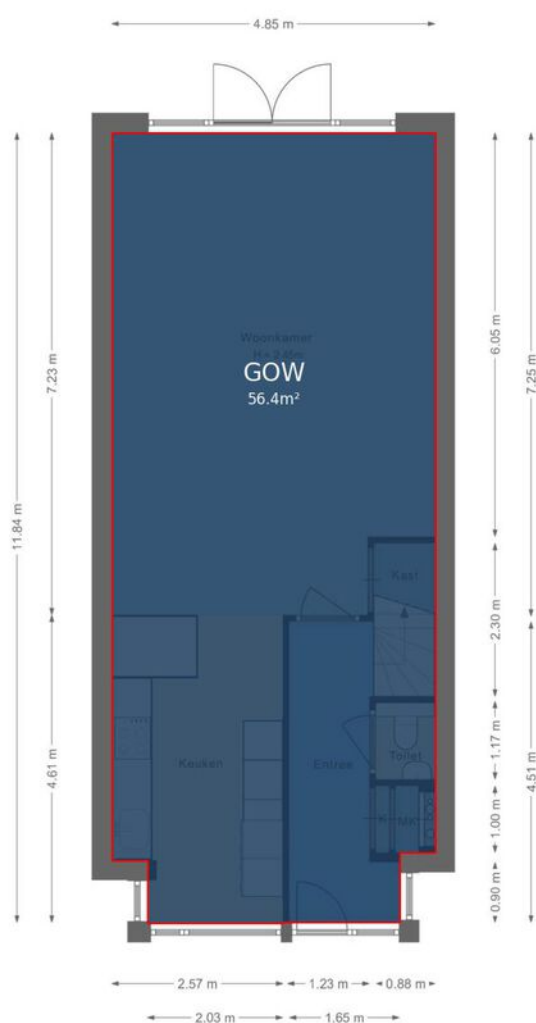 4.85 m
Woonkamer
H = 2.45m
GOW
56.4m²
11.84 m
7.23 m
4.61 m
6.05 m
2.30 m
1.17 m
1.00 m
0.90 m
7.25 m
4.51 m
Kast
Keuken
Entree
Toilet
K
MK
2.57 m
1.23 m
0.88 m
2.03 m
1.65 m